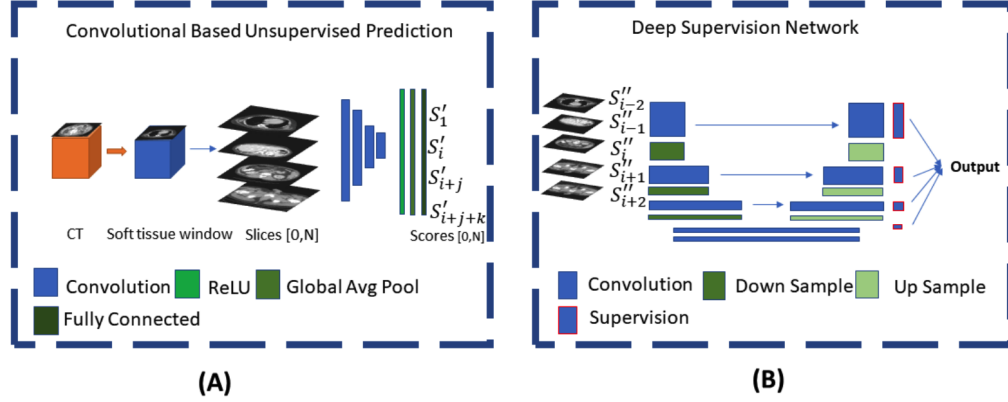 Convolutional Based Unsupervised Prediction
S′₁
S′ᵢ
S′ᵢ₊ⱼ
S′ᵢ₊ⱼ₊ₖ
CT
Soft tissue window
Slices [0,N]
Scores [0,N]
Convolution
ReLU
Global Avg Pool
Fully Connected
(A)
Deep Supervision Network
S″ᵢ₋₂
S″ᵢ₋₁
S″ᵢ
S″ᵢ₊₁
S″ᵢ₊₂
Output
Convolution
Down Sample
Up Sample
Supervision
(B)